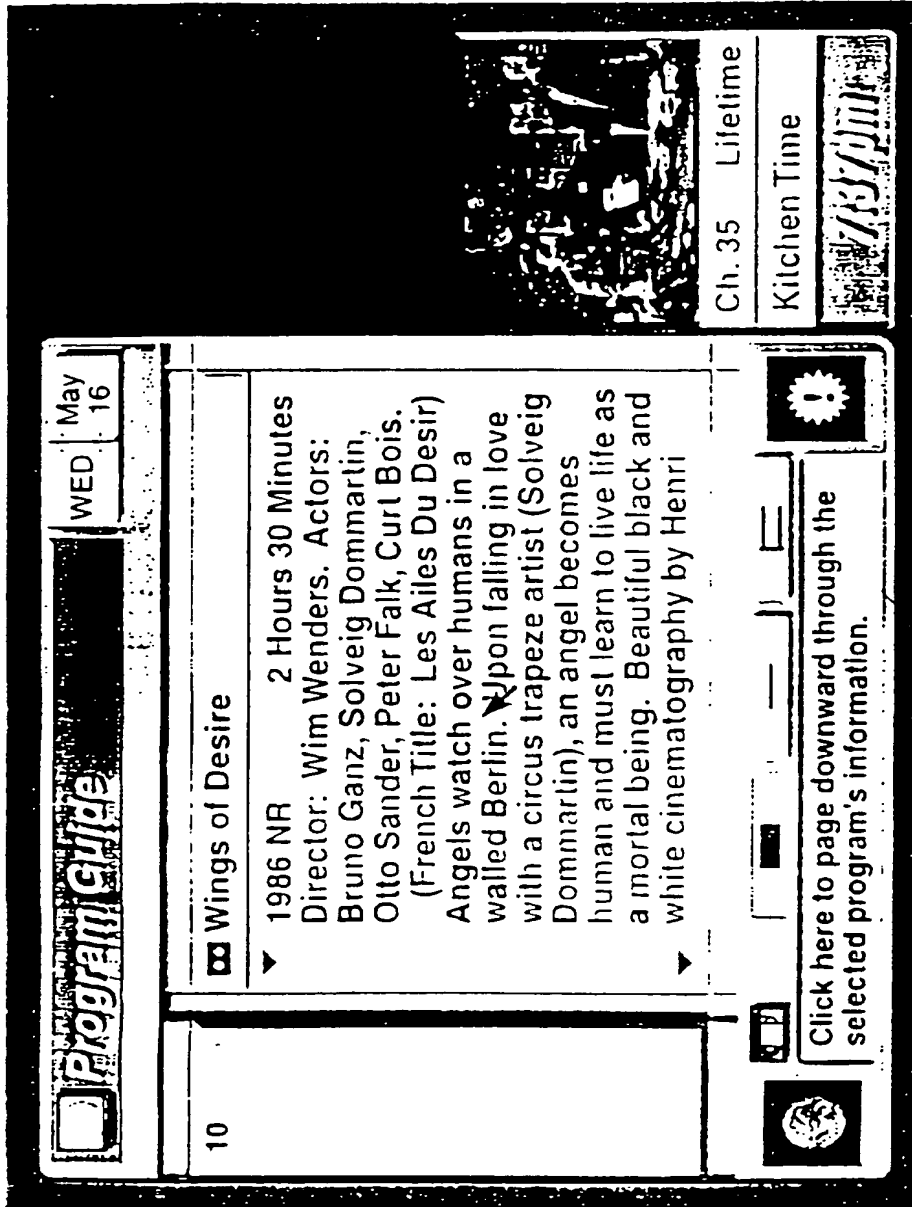 Program Guide
WED May
16
10
Wings of Desire
1986 NR 2 Hours 30 Minutes
Director: Wim Wenders. Actors:
Bruno Ganz, Solveig Dommartin,
Otto Sander, Peter Falk, Curt Bois.
(French Title: Les Ailes Du Desir)
Angels watch over humans in a
walled Berlin. Upon falling in love
with a circus trapeze artist (Solveig
Dommartin), an angel becomes
human and must learn to live life as
a mortal being. Beautiful black and
white cinematography by Henri
Click here to page downward through the
selected program's information.
!
Ch. 35 Lifetime
Kitchen Time